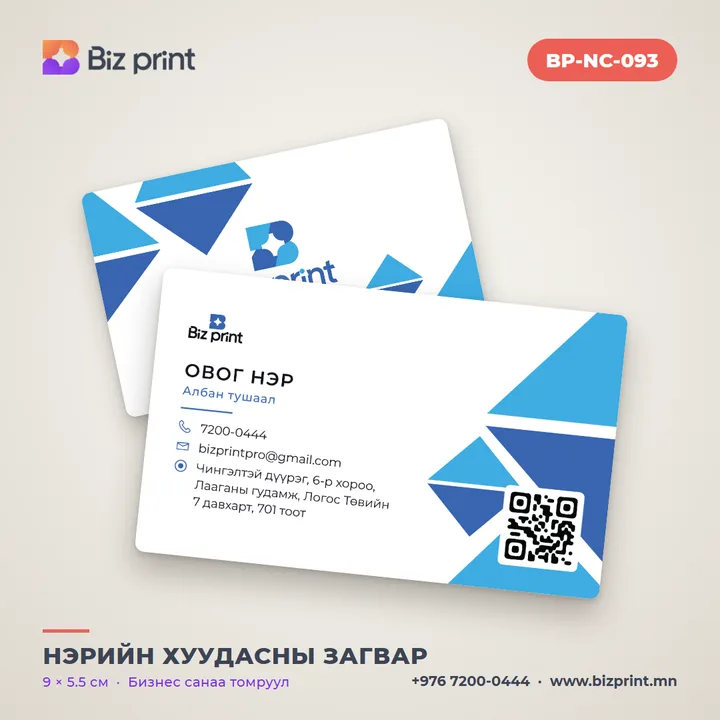 Biz print
BP-NC-093
Biz print
ОВОГ НЭР
Албан тушаал
7200-0444
bizprintpro@gmail.com
Чингэлтэй дүүрэг, 6-р хороо,
Лааганы гудамж, Логос Төвийн
7 давхарт, 701 тоот
НЭРИЙН ХУУДАСНЫ ЗАГВАР
9 × 5.5 см · Бизнес санаа томруул
+976 7200-0444 · www.bizprint.mn